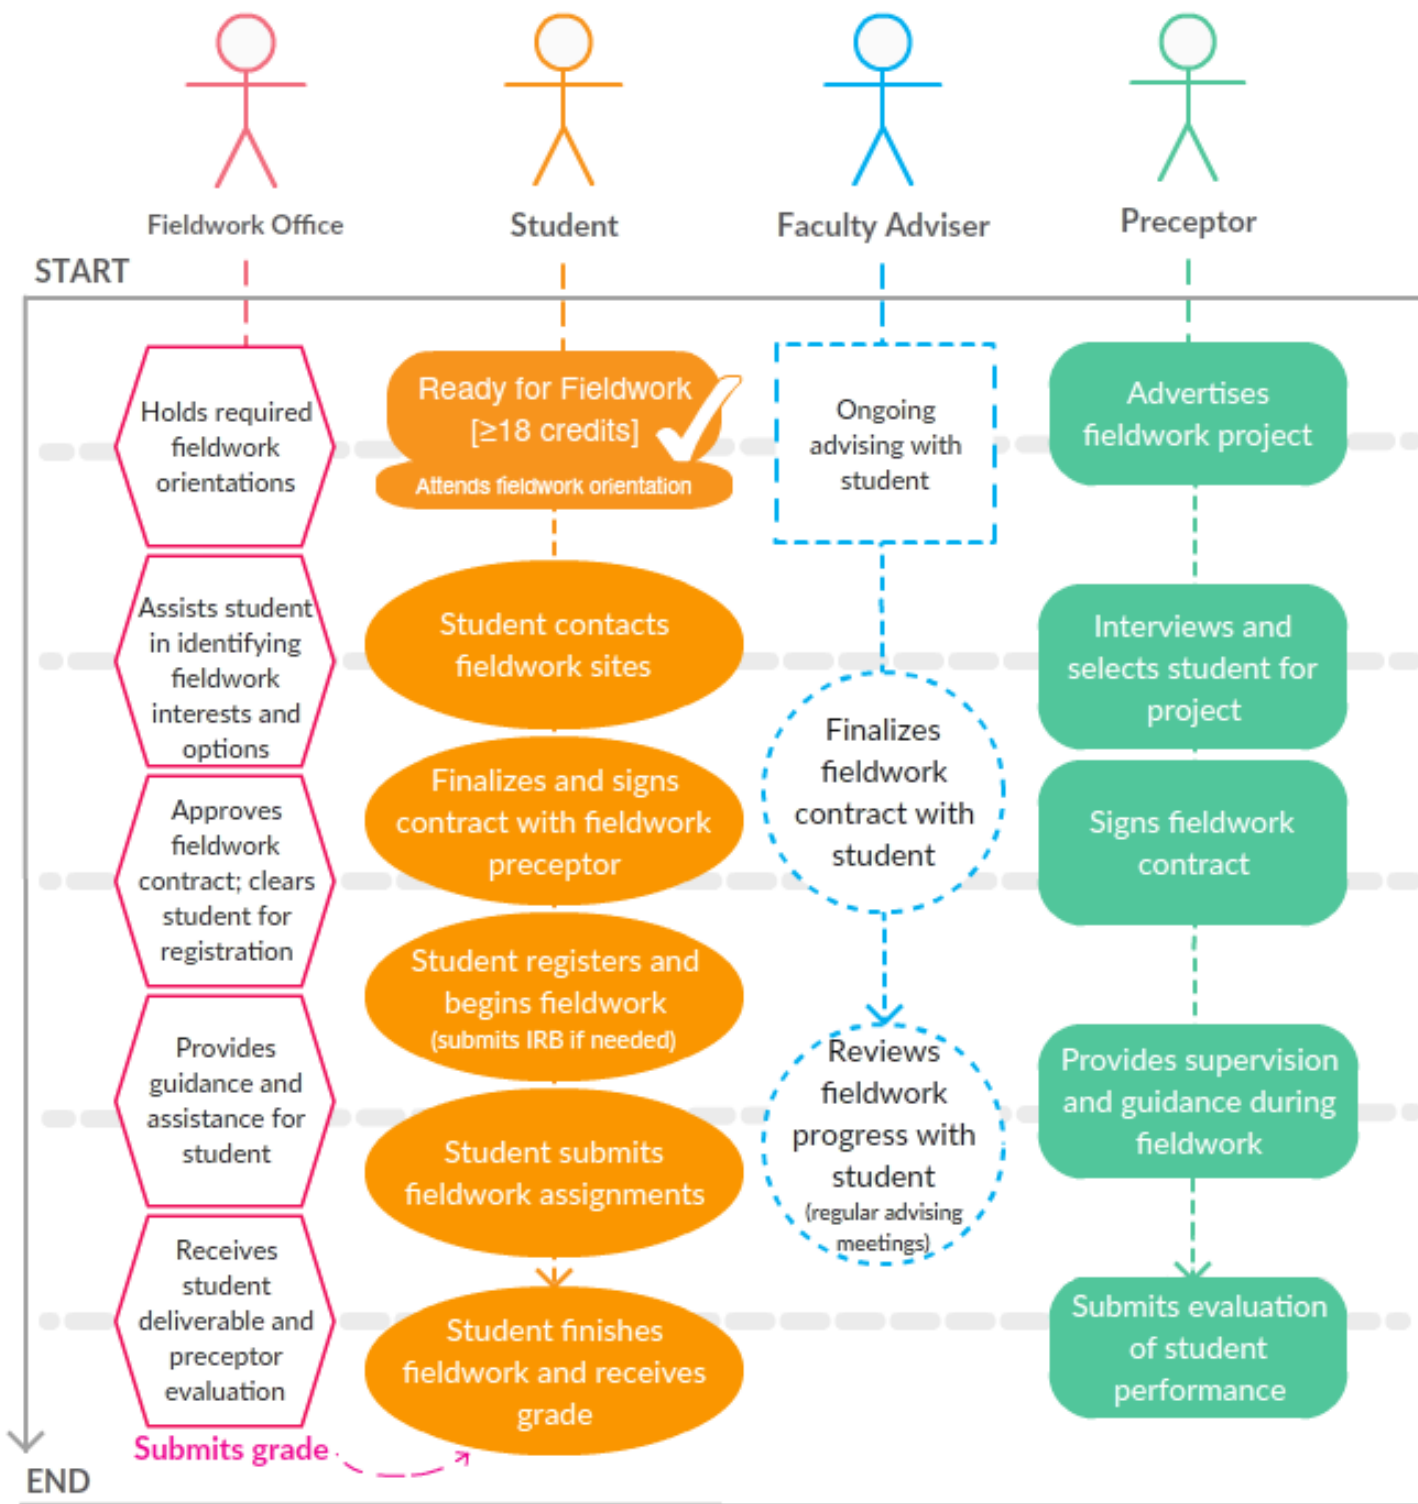 Fieldwork Office
Student
Faculty Adviser
Preceptor
START
Holds required
fieldwork
orientations
Ready for Fieldwork
[≥18 credits]
Attends fieldwork orientation
Ongoing
advising with
student
Advertises
fieldwork project
Assists student
in identifying
fieldwork
interests and
options
Student contacts
fieldwork sites
Interviews and
selects student for
project
Finalizes
fieldwork
contract with
student
Approves
fieldwork
contract; clears
student for
registration
Finalizes and signs
contract with fieldwork
preceptor
Signs fieldwork
contract
Student registers and
begins fieldwork
(submits IRB if needed)
Provides
guidance and
assistance for
student
Student submits
fieldwork assignments
Reviews
fieldwork
progress with
student
(regular advising
meetings)
Provides supervision
and guidance during
fieldwork
Receives
student
deliverable and
preceptor
evaluation
Student finishes
fieldwork and receives
grade
Submits evaluation
of student
performance
Submits grade
END